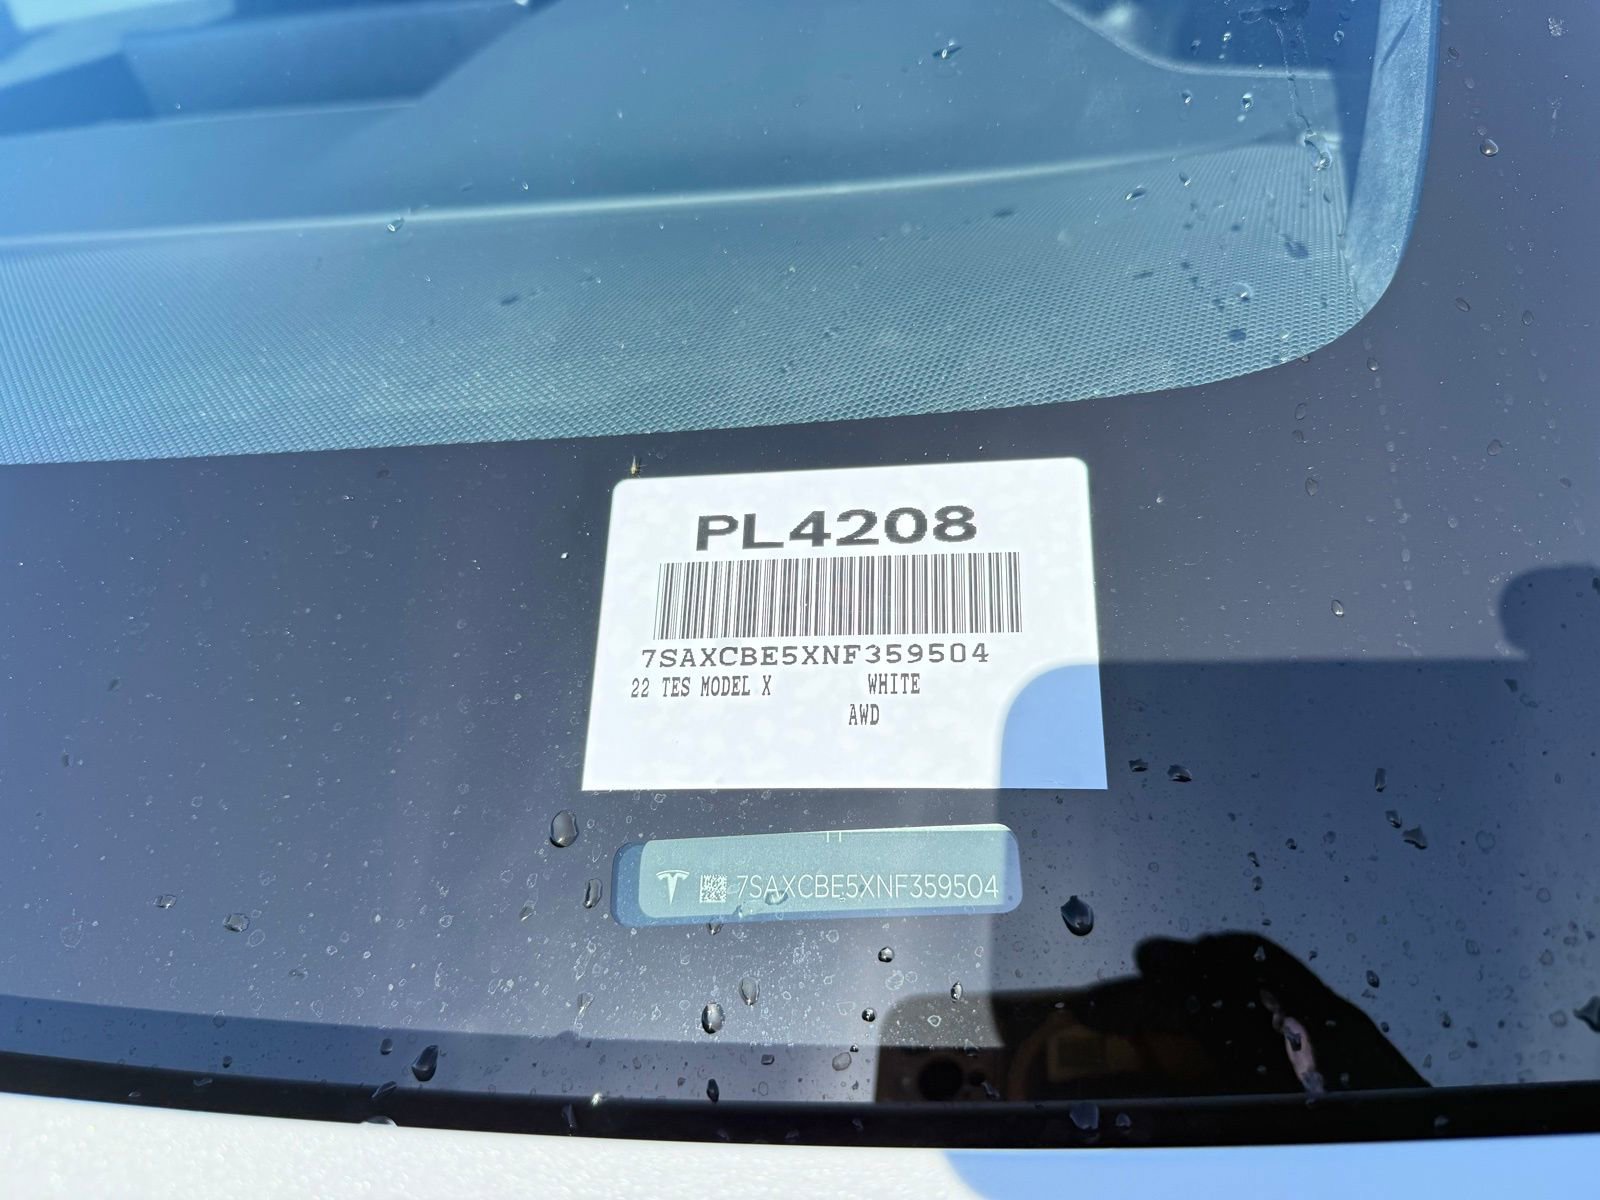 PL4208
7SAXCBE5XNF359504
22 TES MODEL X WHITE
AWD
7SAXCBE5XNF359504